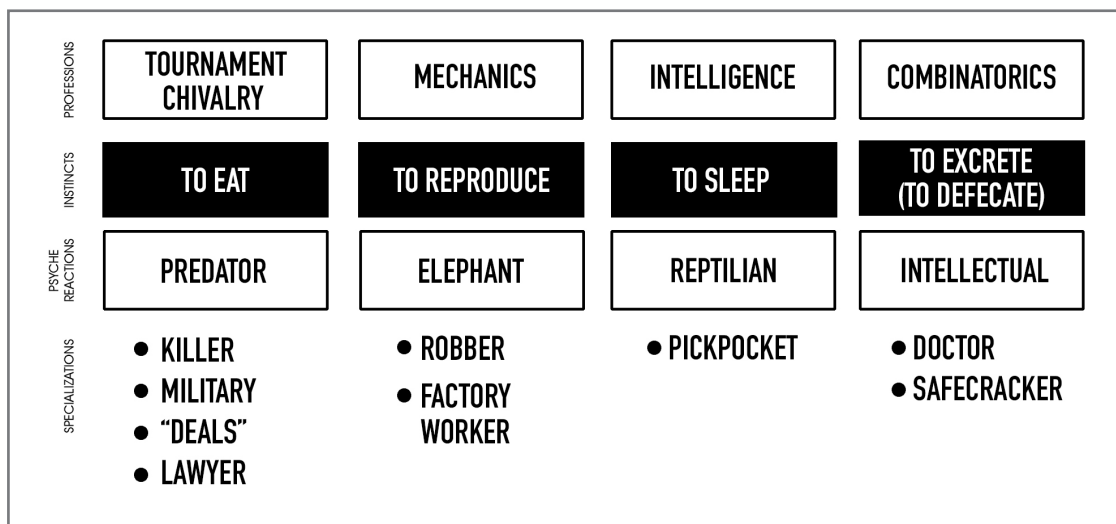 PROFESSIONS
TOURNAMENT
CHIVALRY
MECHANICS
INTELLIGENCE
COMBINATORICS
INSTINCTS
TO EAT
TO REPRODUCE
TO SLEEP
TO EXCRETE
(TO DEFECATE)
PSYCHE
REACTIONS
PREDATOR
ELEPHANT
REPTILIAN
INTELLECTUAL
SPECIALIZATIONS
• KILLER
• MILITARY
• “DEALS”
• LAWYER
• ROBBER
• FACTORY
WORKER
• PICKPOCKET
• DOCTOR
• SAFECRACKER